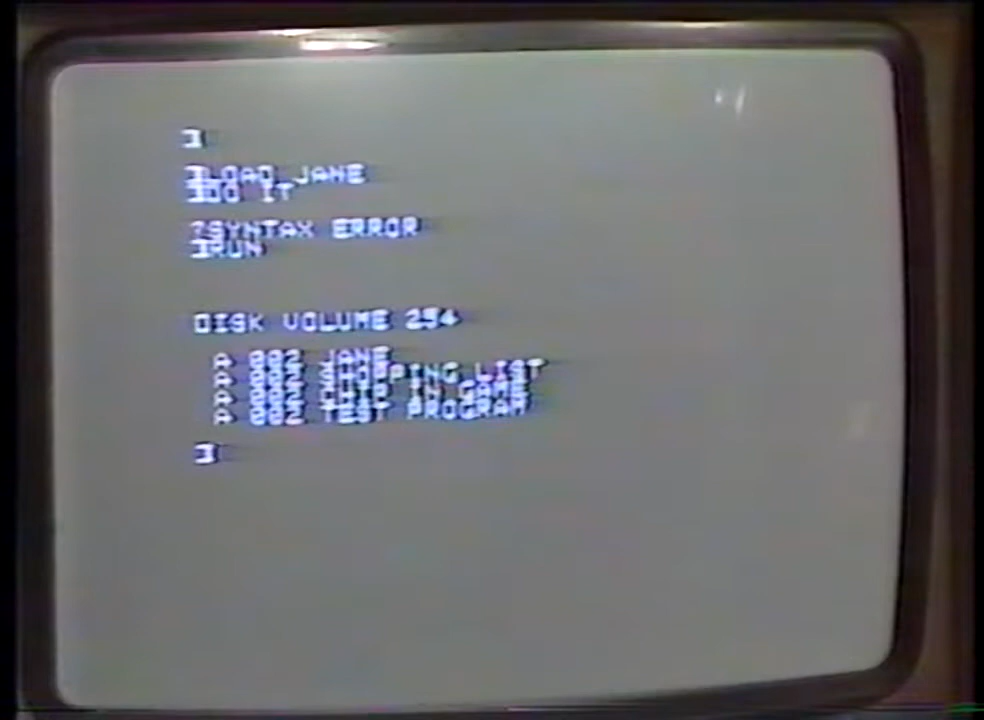 ]
]LOAD JANE
]DO IT
?SYNTAX ERROR
]RUN
DISK VOLUME 254
A 002 JANE
A 002 SHOPPING LIST
A 002 GAME
A 002 TEST PROGRAM
]